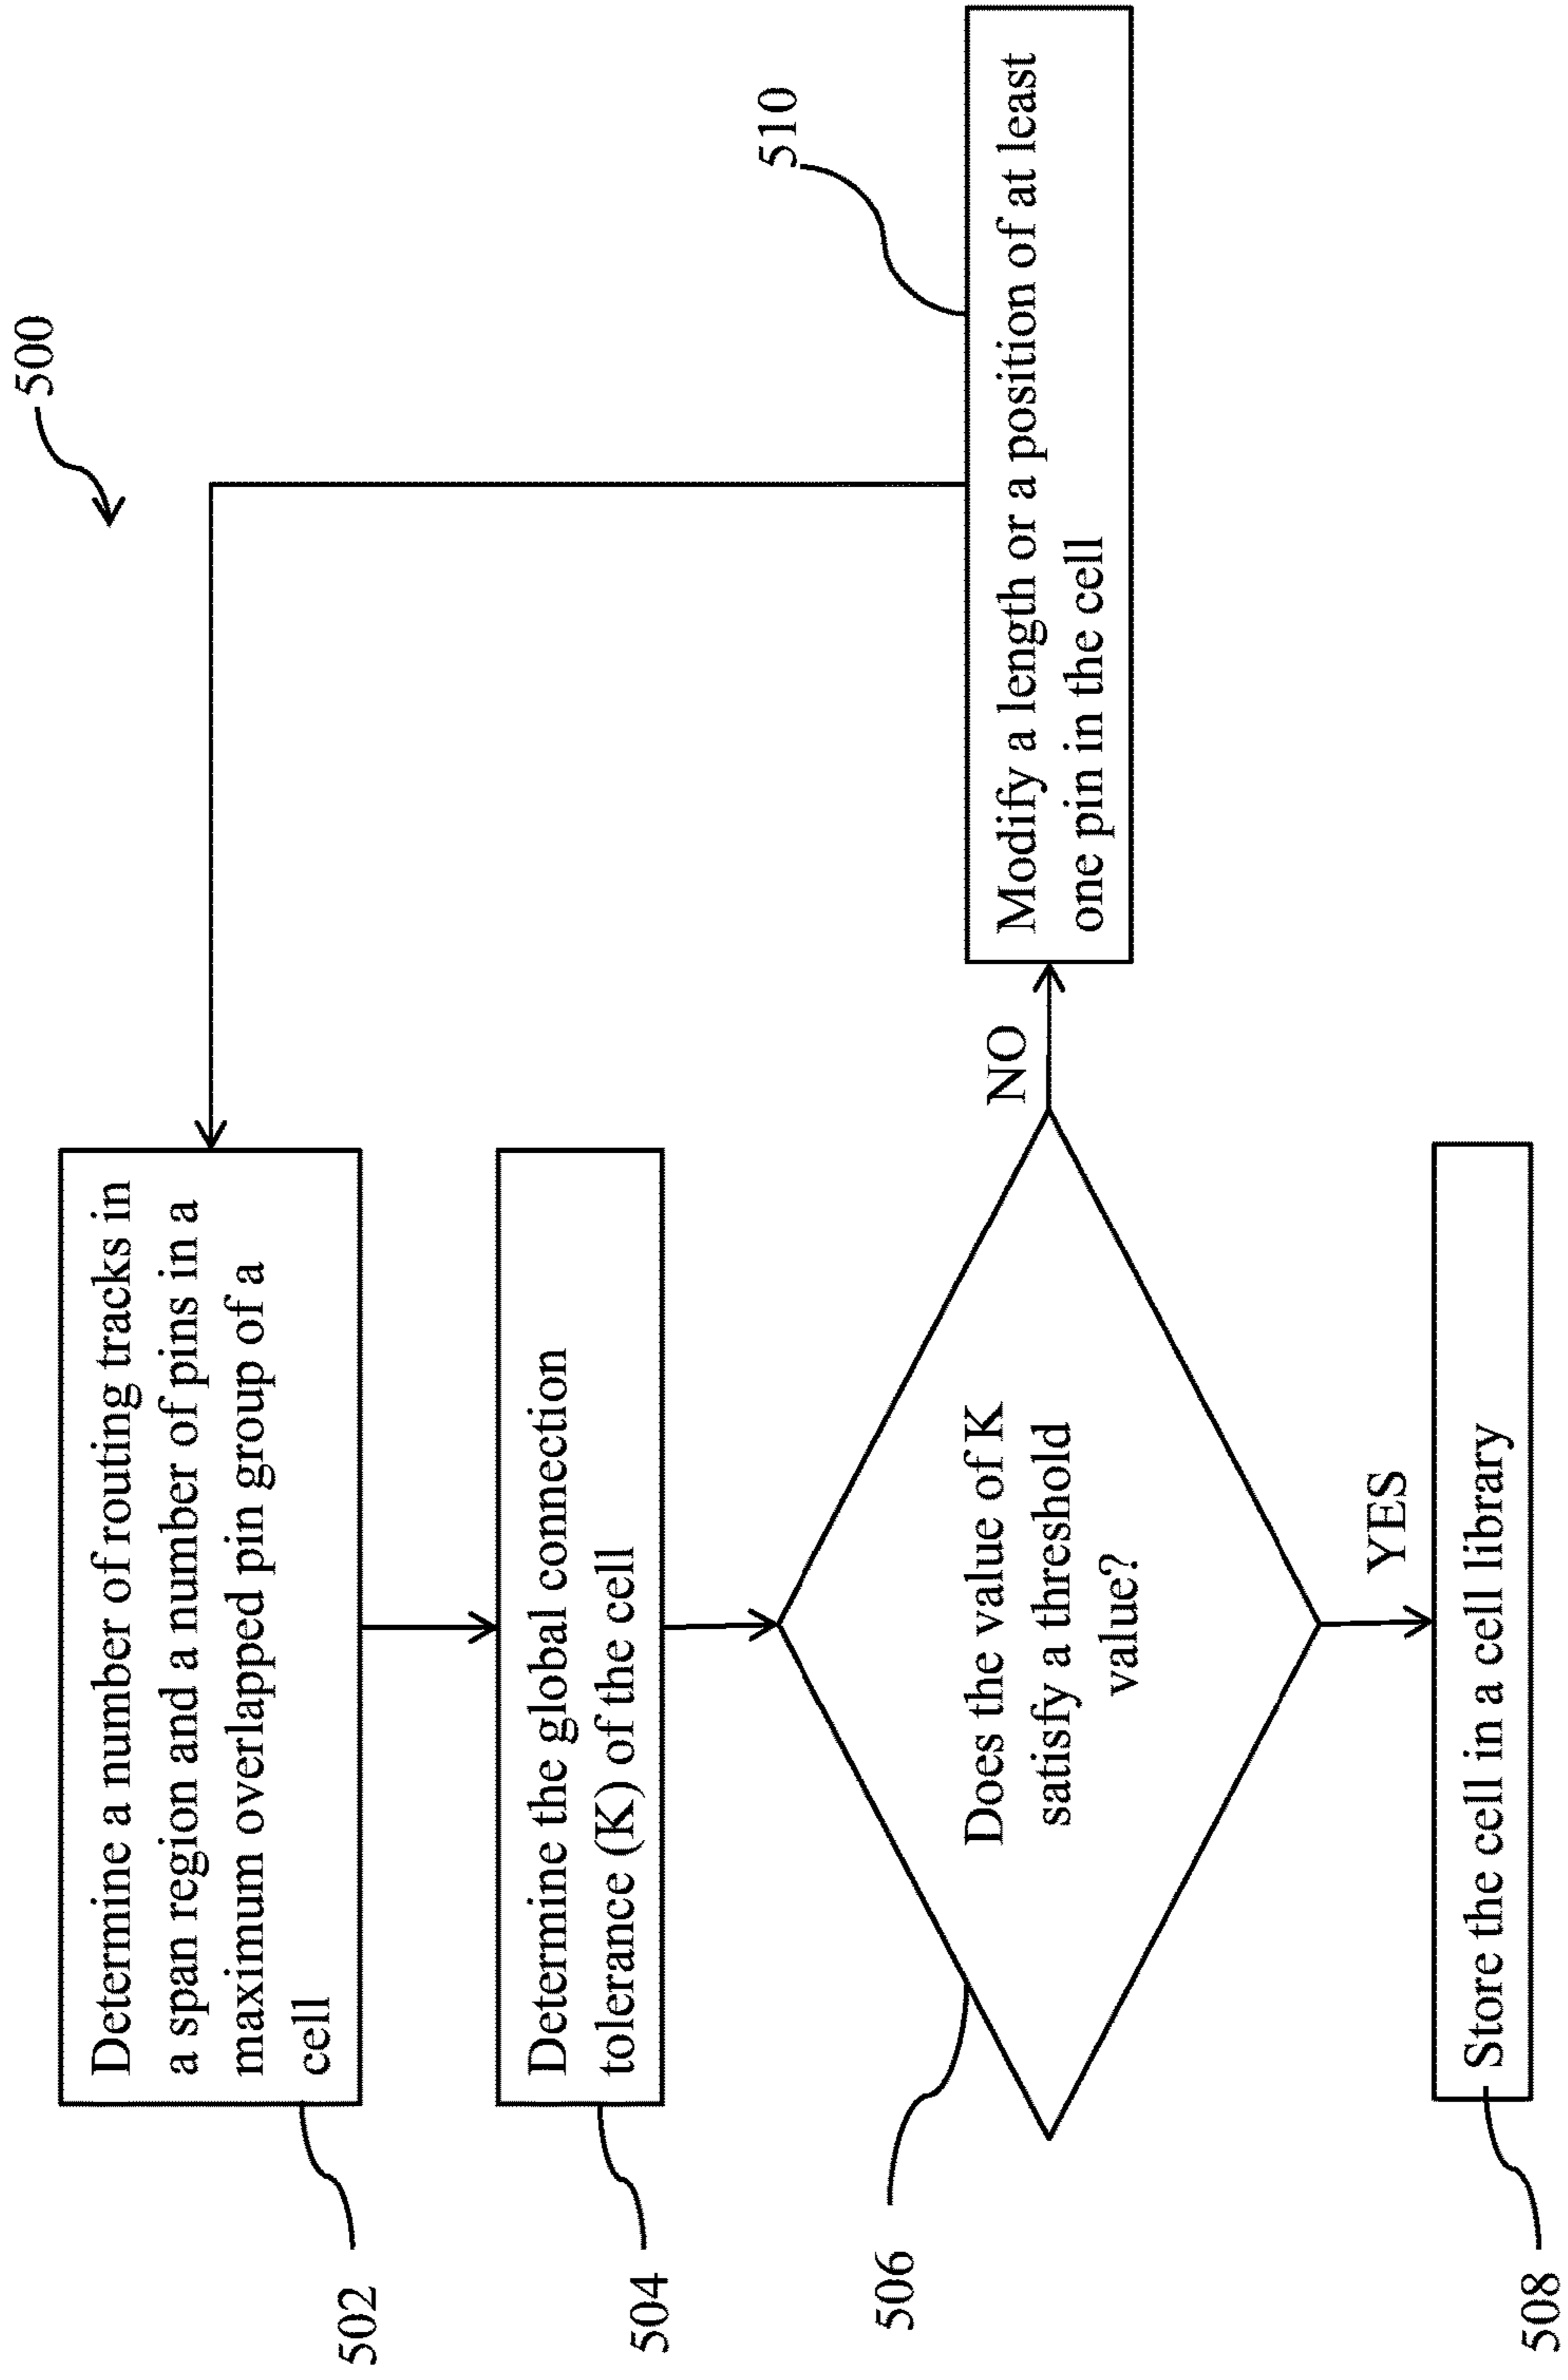 500
502
Determine a number of routing tracks in
a span region and a number of pins in a
maximum overlapped pin group of a
cell
504
Determine the global connection
tolerance (K) of the cell
506
Does the value of K
satisfy a threshold
value?
NO
510
Modify a length or a position of at least
one pin in the cell
YES
508
Store the cell in a cell library